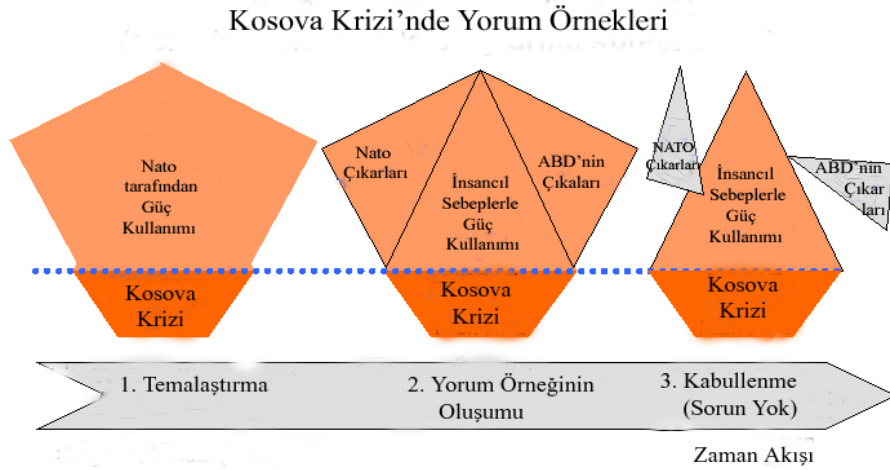 Kosova Krizi’nde Yorum Örnekleri
Nato
tarafından
Güç
Kullanımı
Kosova
Krizi
Nato
Çıkarları
İnsancıl
Sebeplerle
Güç
Kullanımı
ABD’nin
Çıkaları
Kosova
Krizi
NATO
Çıkarları
İnsancıl
Sebeplerle
Güç
Kullanımı
ABD’nin
Çıkar
ları
Kosova
Krizi
1. Temalaştırma
2. Yorum Örneğinin
Oluşumu
3. Kabullenme
(Sorun Yok)
Zaman Akışı